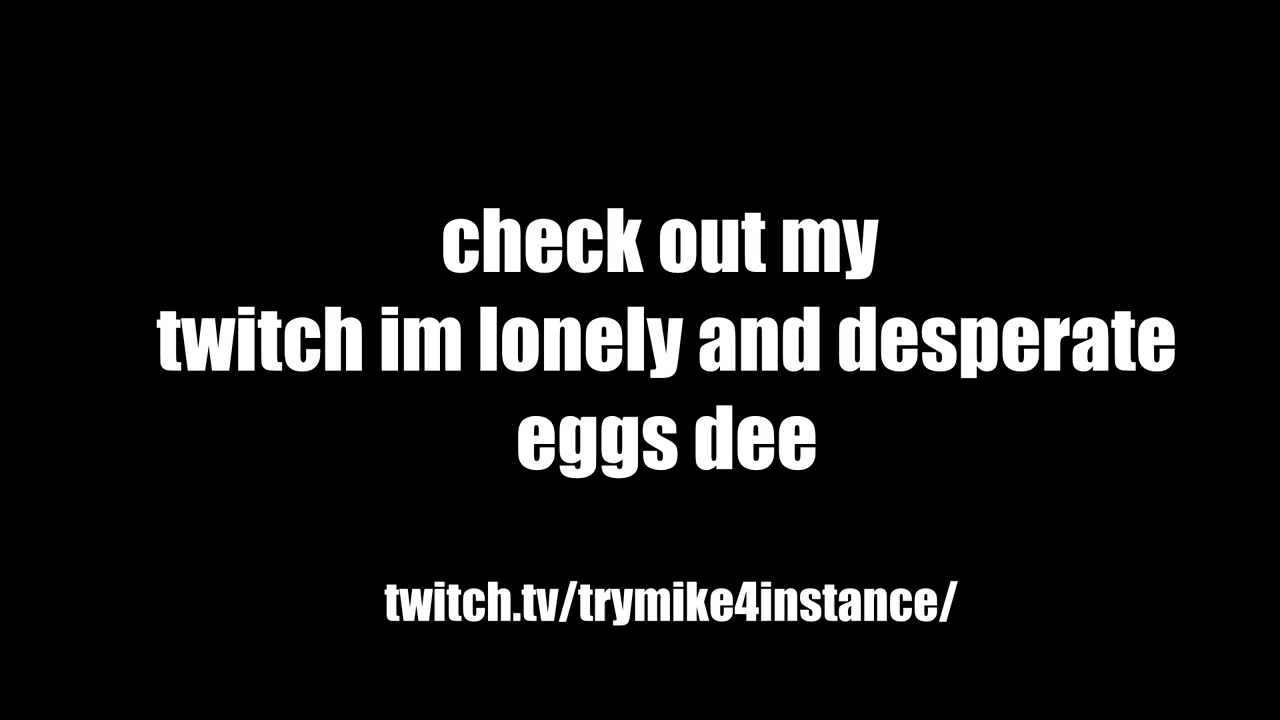 check out my
twitch im lonely and desperate
eggs dee
twitch.tv/trymike4instance/